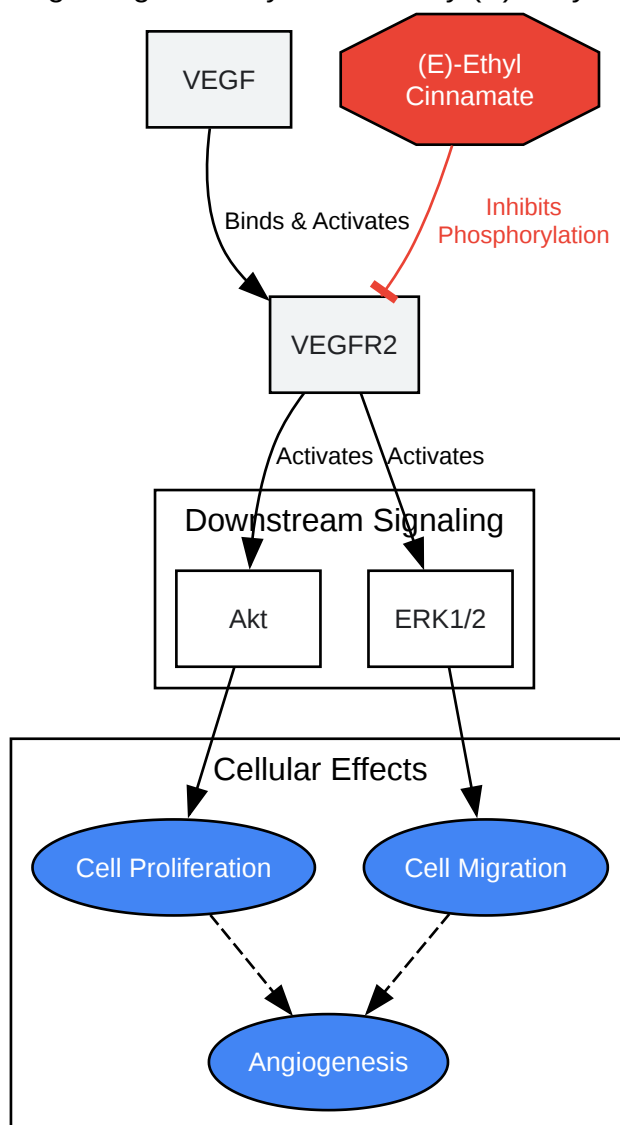 VEGF
(E)-Ethyl
Cinnamate
Binds & Activates
Inhibits
Phosphorylation
VEGFR2
Activates
Activates
Downstream Signaling
Akt
ERK1/2
Cellular Effects
Cell Proliferation
Cell Migration
Angiogenesis